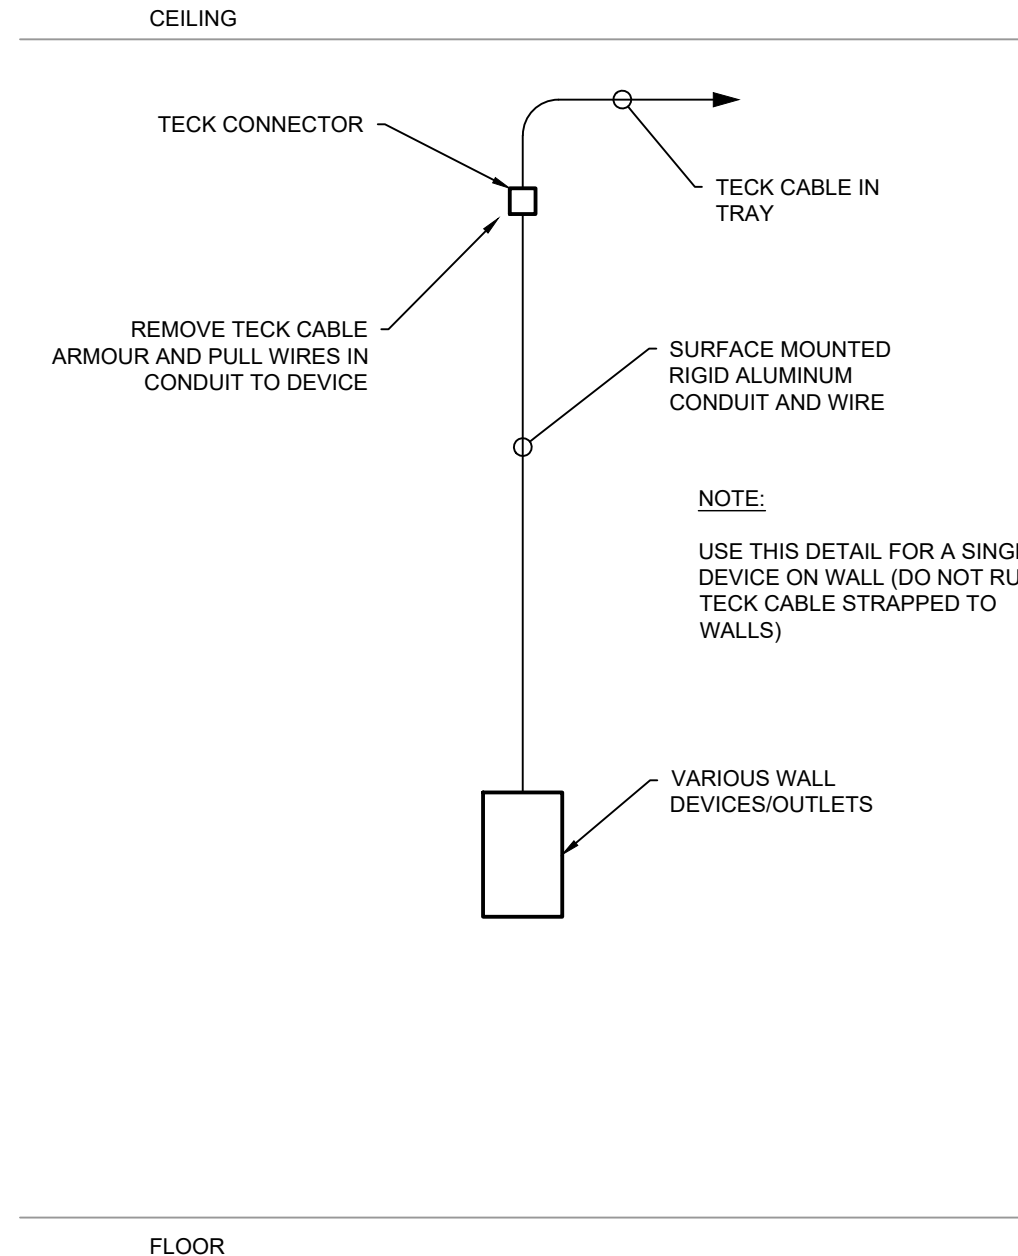 CEILING
TECK CONNECTOR
TECK CABLE IN
TRAY
REMOVE TECK CABLE
ARMOUR AND PULL WIRES IN
CONDUIT TO DEVICE
SURFACE MOUNTED
RIGID ALUMINUM
CONDUIT AND WIRE
NOTE:
USE THIS DETAIL FOR A
DEVICE ON WALL (DO NOT
TECK CABLE STRAPPED TO
WALLS)
VARIOUS WALL
DEVICES/OUTLETS
FLOOR